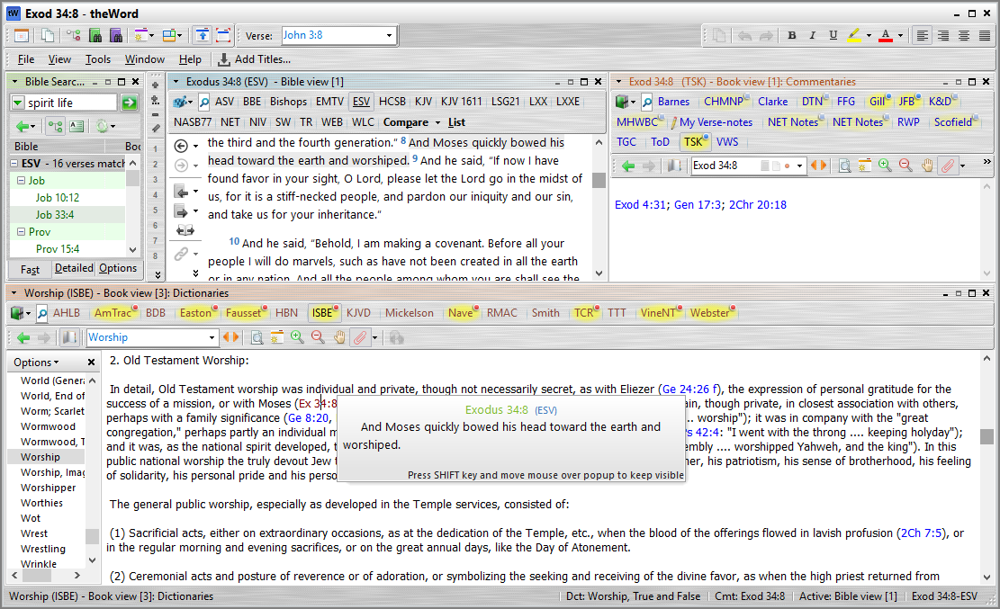 Exod 34:8 - theWord
Verse: John 3:8
B I U A
File View Tools Window Help Add Titles...
Bible Searc...
spirit life
Bible Boo
ESV - 16 verses match
Job
Job 10:12
Job 33:4
Prov
Prov 15:4
Fast Detailed Options
1
2
3
4
5
6
7
8
Exodus 34:8 (ESV) - Bible view [1]
ASV BBE Bishops EMTV ESV HCSB KJV KJV 1611 LSG21 LXX LXXE
NASB77 NET NIV SW TR WEB WLC Compare List
the third and the fourth generation.” 8 And Moses quickly bowed his
head toward the earth and worshiped. 9 And he said, “If now I have
found favor in your sight, O Lord, please let the Lord go in the midst of
us, for it is a stiff-necked people, and pardon our iniquity and our sin,
and take us for your inheritance.”
10 And he said, “Behold, I am making a covenant. Before all your
people I will do marvels, such as have not been created in all the earth
or in any nation. And all the people among whom you are shall see the
Exod 34:8 (TSK) - Book view [1]: Commentaries
Barnes CHMNP Clarke DTN FFG Gill JFB K&D
MHWBC My Verse-notes NET Notes NET Notes RWP Scofield
TGC ToD TSK VWS
Exod 34:8
Exod 4:31; Gen 17:3; 2Chr 20:18
Worship (ISBE) - Book view [3]: Dictionaries
AHLB AmTrac BDB Easton Fausset HBN ISBE KJVD Mickelson Nave RMAC Smith TCR TTT VineNT Webster
Worship
Options
World (Genera
World, End of
Worm; Scarlet
Wormwood
Wormwood, T
Worship
Worship, Imag
Worshipper
Worthies
Wot
Wrest
Wrestling
Wrinkle
2. Old Testament Worship:
In detail, Old Testament worship was individual and private, though not necessarily secret, as with Eliezer (Ge 24:26 f), the expression of personal gratitude for the
success of a mission, or with Moses (Ex 34:8 ain, though private, in closest association with others,
perhaps with a family significance (Ge 8:20, .... worship"); it was in company with the "great
congregation," perhaps partly an individual m s 42:4: "I went with the throng .... keeping holyday");
and it was, as the national spirit developed, t embly .... worshipped Yahweh, and the king"). In this
public national worship the truly devout Jew t her, his patriotism, his sense of brotherhood, his feeling
of solidarity, his personal pride and his perso
Exodus 34:8 (ESV)
And Moses quickly bowed his head toward the earth and
worshiped.
Press SHIFT key and move mouse over popup to keep visible
The general public worship, especially as developed in the Temple services, consisted of:
(1) Sacrificial acts, either on extraordinary occasions, as at the dedication of the Temple, etc., when the blood of the offerings flowed in lavish profusion (2Ch 7:5), or
in the regular morning and evening sacrifices, or on the great annual days, like the Day of Atonement.
(2) Ceremonial acts and posture of reverence or of adoration, or symbolizing the seeking and receiving of the divine favor, as when the high priest returned from
Worship (ISBE) - Book view [3]: Dictionaries Dct: Worship, True and False Cmt: Exod 34:8 Active: Bible view [1] Exod 34:8-ESV